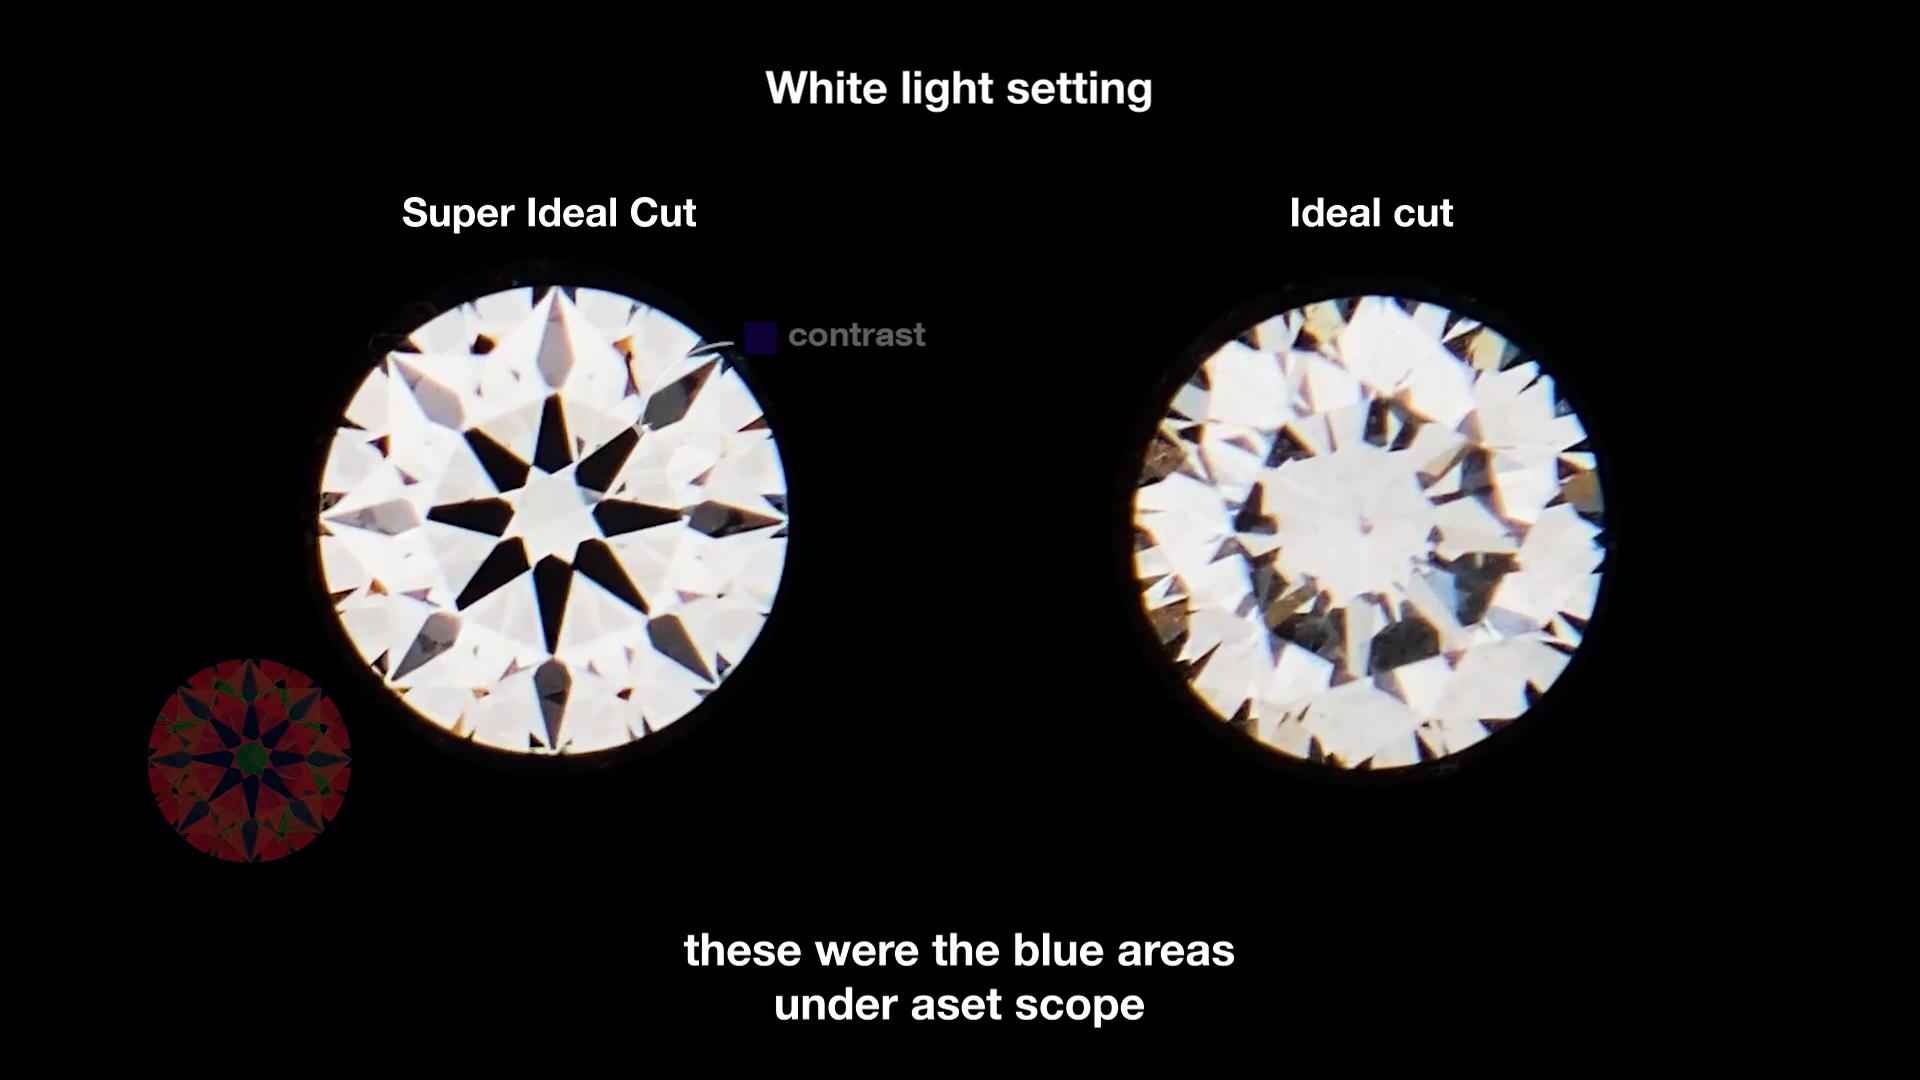 White light setting
Super Ideal Cut
Ideal cut
contrast
these were the blue areas
under aset scope